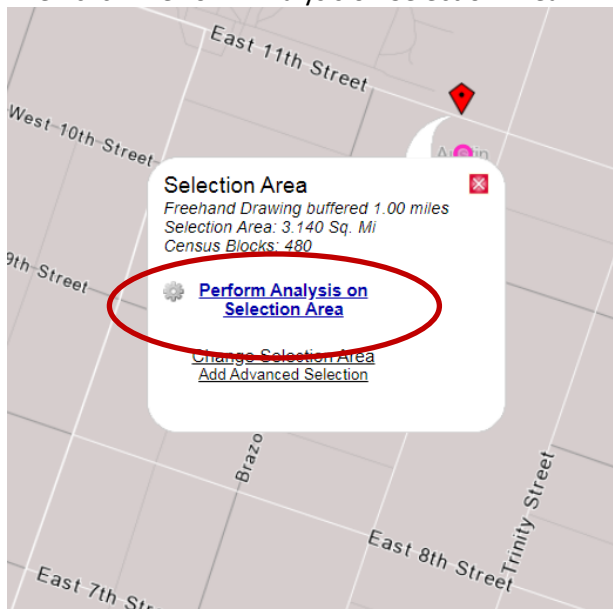 East 11th Street
West 10th Street
Selection Area
Freehand Drawing buffered 1.00 miles
Selection Area: 3.140 Sq. Mi
Census Blocks: 480
9th Street
Perform Analysis on
Selection Area
Change Selection Area
Add Advanced Selection
Brazo
Trinity Street
East 8th Street
East 7th Str